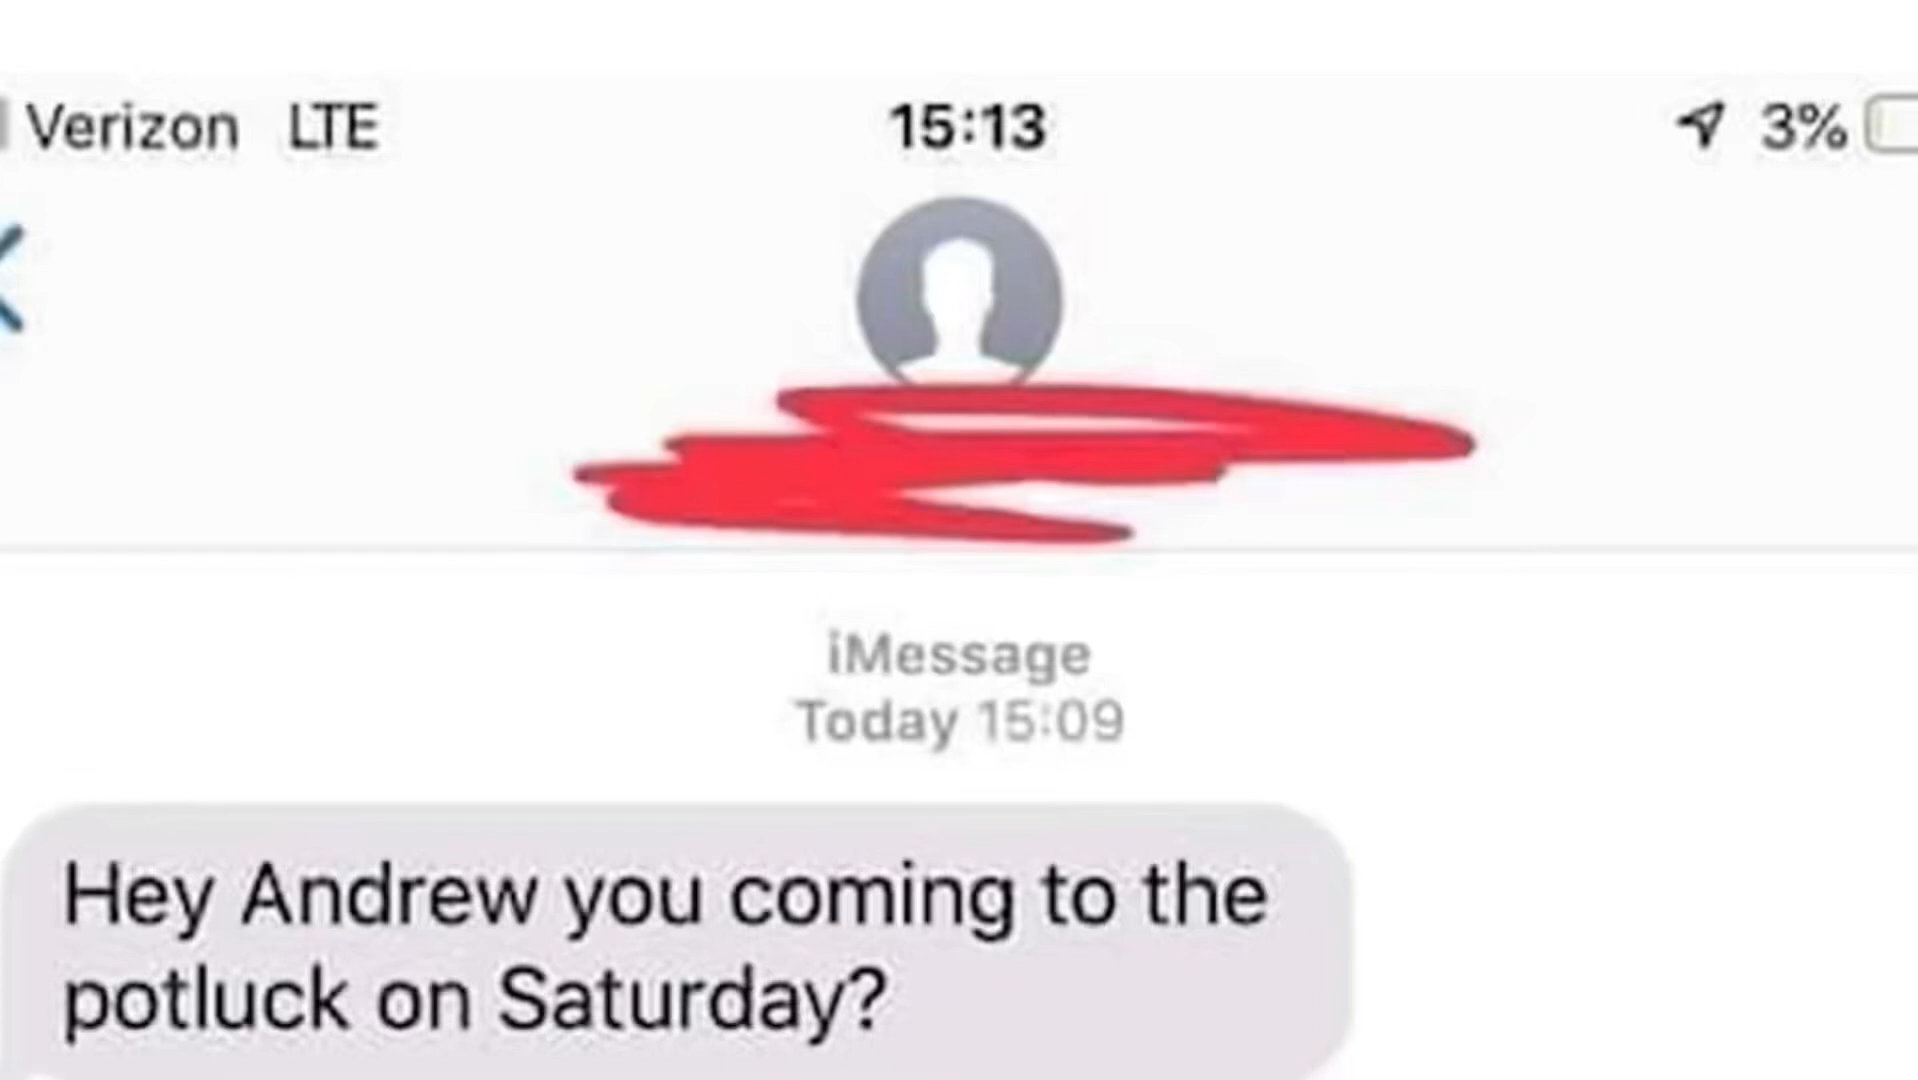 Verizon LTE 15:13 3%
iMessage
Today 15:09
Hey Andrew you coming to the
potluck on Saturday?